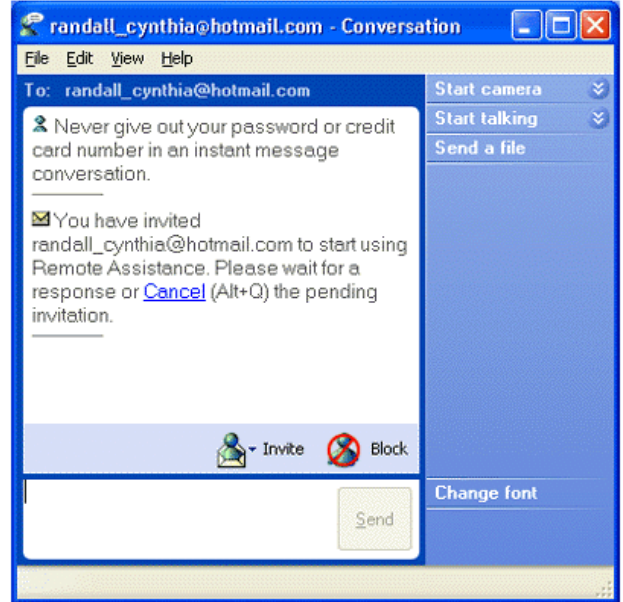 randall_cynthia@hotmail.com - Conversation
File Edit View Help
To: randall_cynthia@hotmail.com
Start camera
Start talking
Send a file
Never give out your password or credit
card number in an instant message
conversation.
You have invited
randall_cynthia@hotmail.com to start using
Remote Assistance. Please wait for a
response or Cancel (Alt+Q) the pending
invitation.
Invite Block
Send
Change font